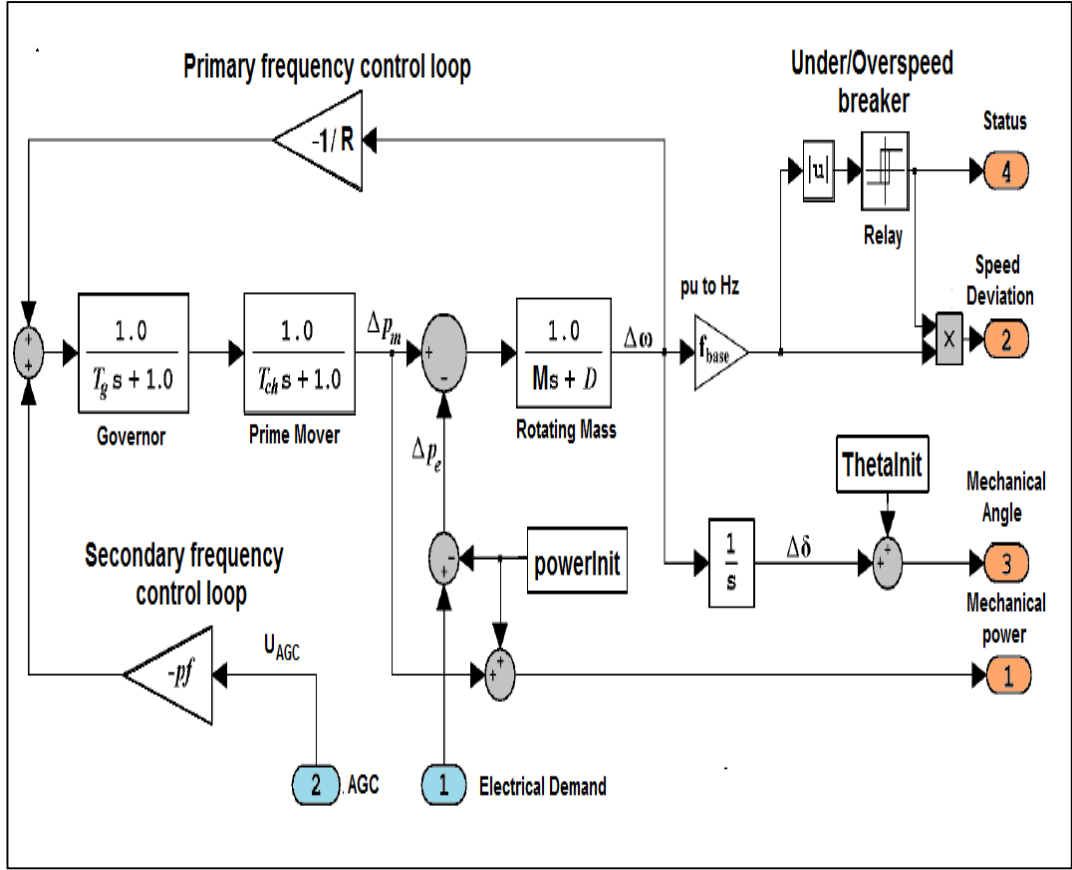 Primary frequency control loop
-1/R
Under/Overspeed
breaker
Status
4
|u|
Relay
Speed
Deviation
2
pu to Hz
f_base
X
+
+
1.0
T_g s + 1.0
Governor
1.0
T_ch s + 1.0
Prime Mover
Δp_m
+
-
1.0
Ms + D
Rotating Mass
Δω
Δp_e
ThetaInit
Mechanical
Angle
3
+
+
1
s
Δδ
-
+
powerInit
Secondary frequency
control loop
Mechanical
power
1
+
+
U_AGC
-pf
2
AGC
1
Electrical Demand